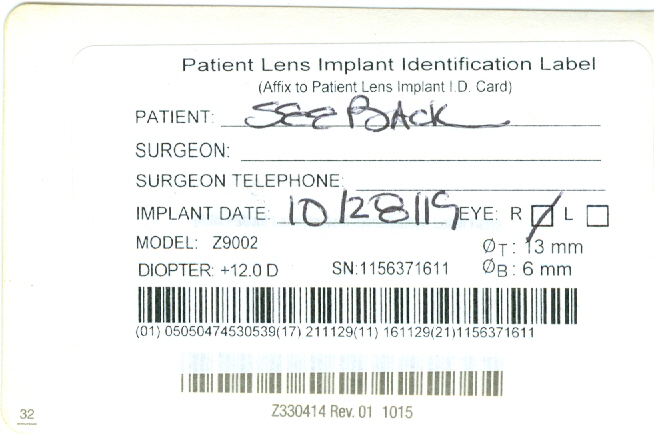 Patient Lens Implant Identification Label
(Affix to Patient Lens Implant I.D. Card)
PATIENT: SEE BACK
SURGEON:
SURGEON TELEPHONE:
IMPLANT DATE: 10/28/19 EYE: R L
MODEL: Z9002 ØT: 13 mm
DIOPTER: +12.0 D SN:1156371611 ØB: 6 mm
(01) 05050474530539(17) 211129(11) 161129(21)1156371611
32 Z330414 Rev. 01 1015